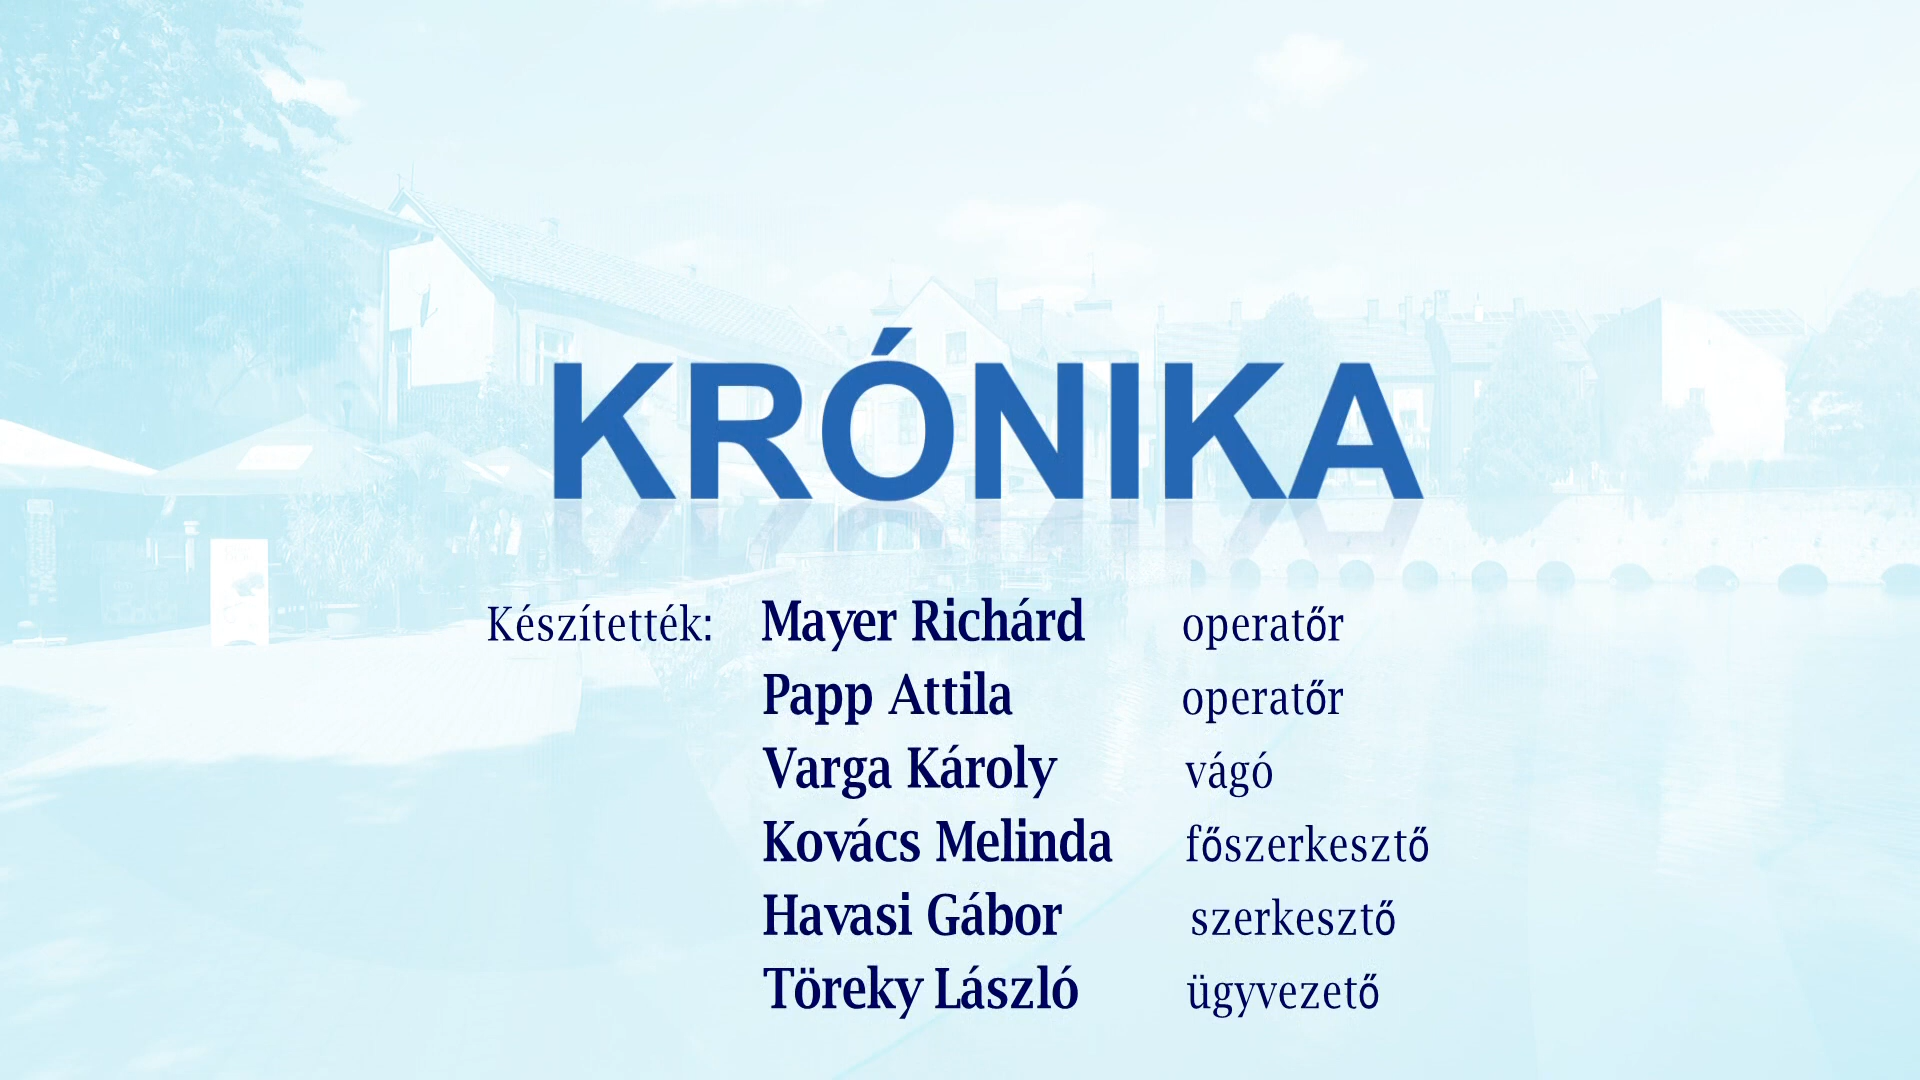 KRÓNIKA
Készítették: Mayer Richárd operatőr
Papp Attila operatőr
Varga Károly vágó
Kovács Melinda főszerkesztő
Havasi Gábor szerkesztő
Töreky László ügyvezető